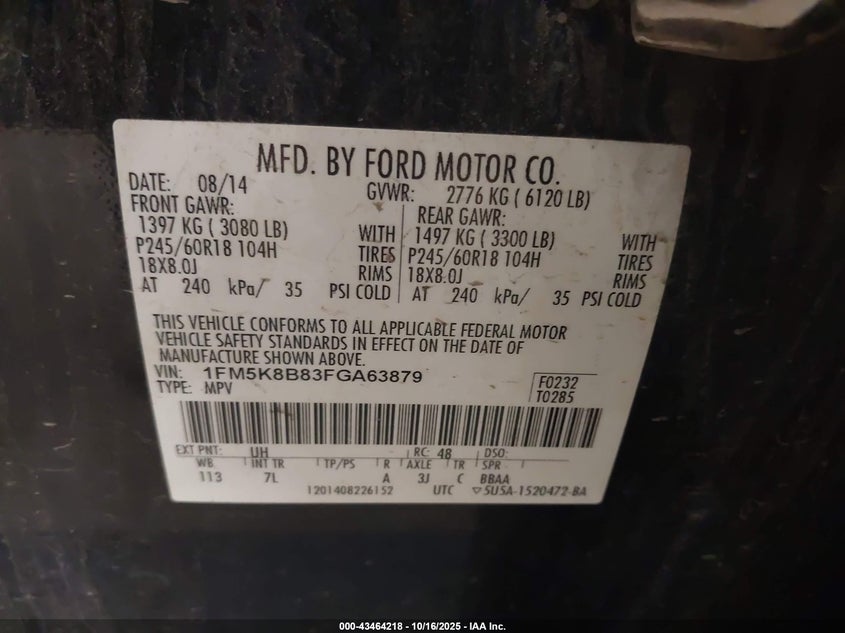 MFD. BY FORD MOTOR CO.
DATE: 08/14 GVWR: 2776 KG ( 6120 LB)
FRONT GAWR: REAR GAWR:
1397 KG ( 3080 LB) WITH 1497 KG ( 3300 LB) WITH
P245/60R18 104H TIRES P245/60R18 104H TIRES
18X8.0J RIMS 18X8.0J RIMS
AT 240 kPa/ 35 PSI COLD AT 240 kPa/ 35 PSI COLD
THIS VEHICLE CONFORMS TO ALL APPLICABLE FEDERAL MOTOR
VEHICLE SAFETY STANDARDS IN EFFECT ON THE DATE OF
MANUFACTURE SHOWN ABOVE.
VIN: 1FM5K8B83FGA63879 F0232
TYPE: MPV T0285
EXT PNT: UH RC: 48 DSO:
WB INT TR TP/PS R AXLE TR SPR
113 7L A 3J C BBAA
1201408226152 UTC ▽5USA-1520472-BA
000-43464218 - 10/16/2025 - IAA Inc.